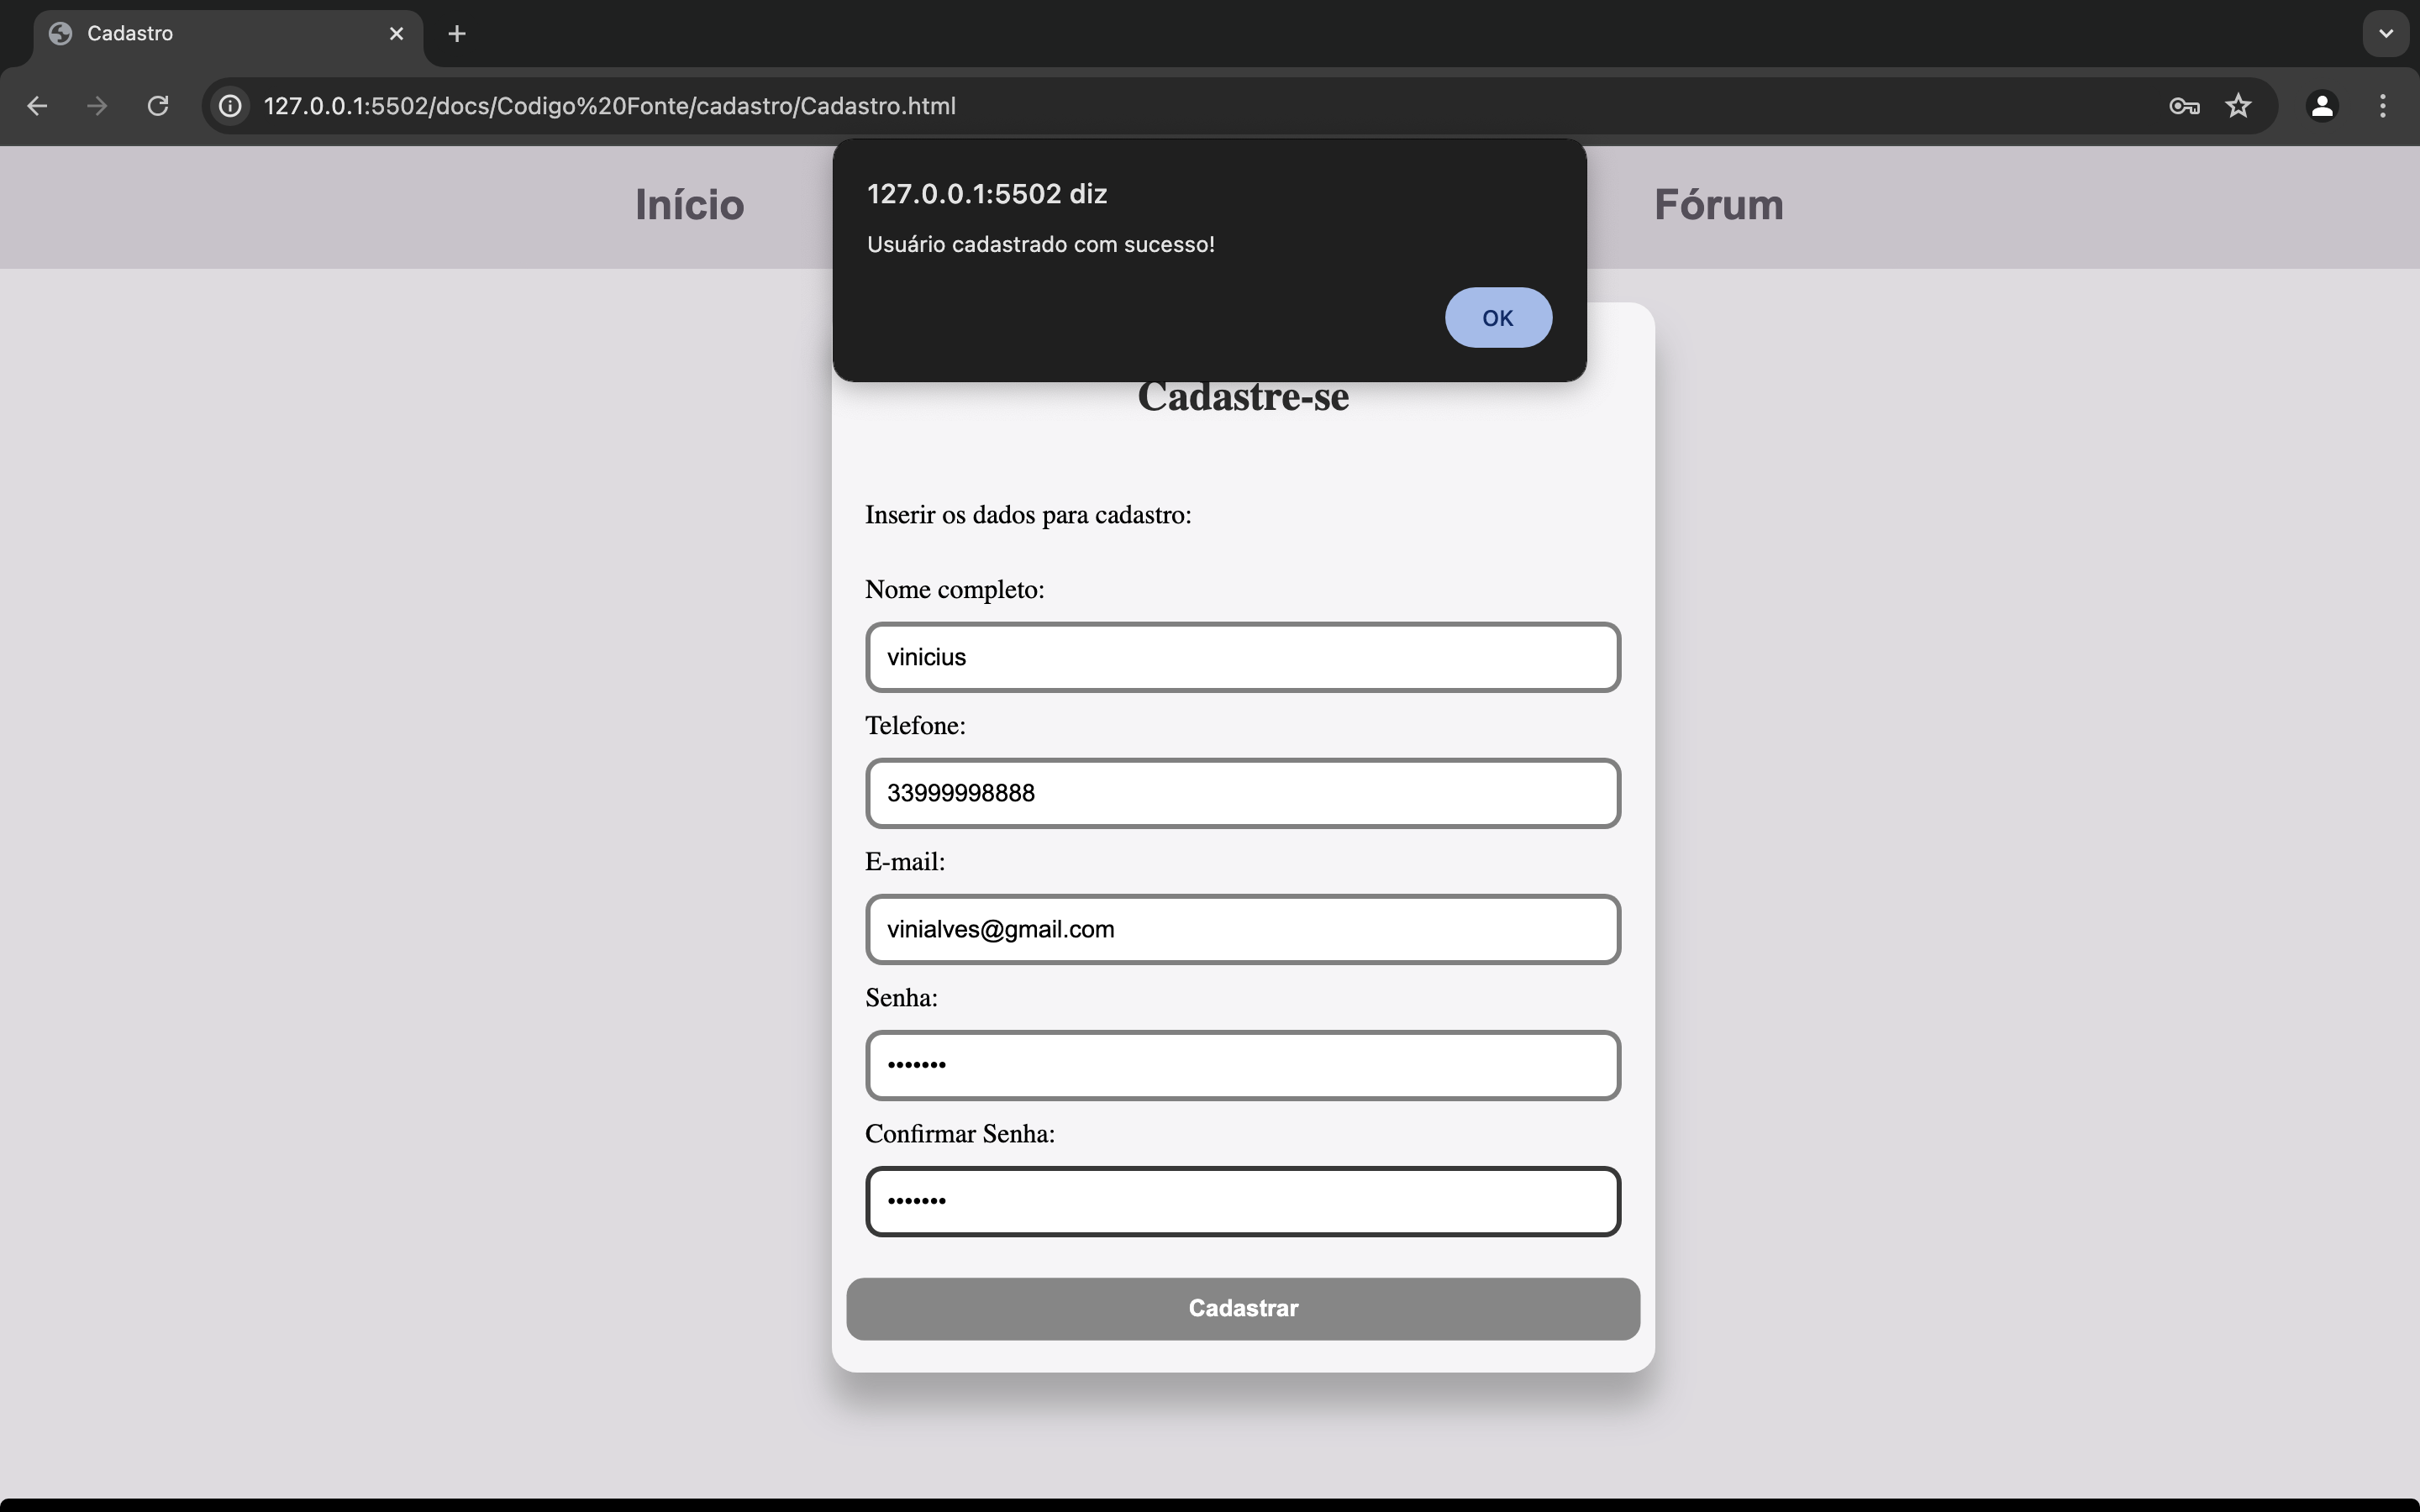 Cadastro
127.0.0.1:5502/docs/Codigo%20Fonte/cadastro/Cadastro.html
127.0.0.1:5502 diz
Usuário cadastrado com sucesso!
OK
Início
Fórum
Cadastre-se
Inserir os dados para cadastro:
Nome completo:
vinicius
Telefone:
33999998888
E-mail:
vinialves@gmail.com
Senha:
•••••••
Confirmar Senha:
•••••••
Cadastrar